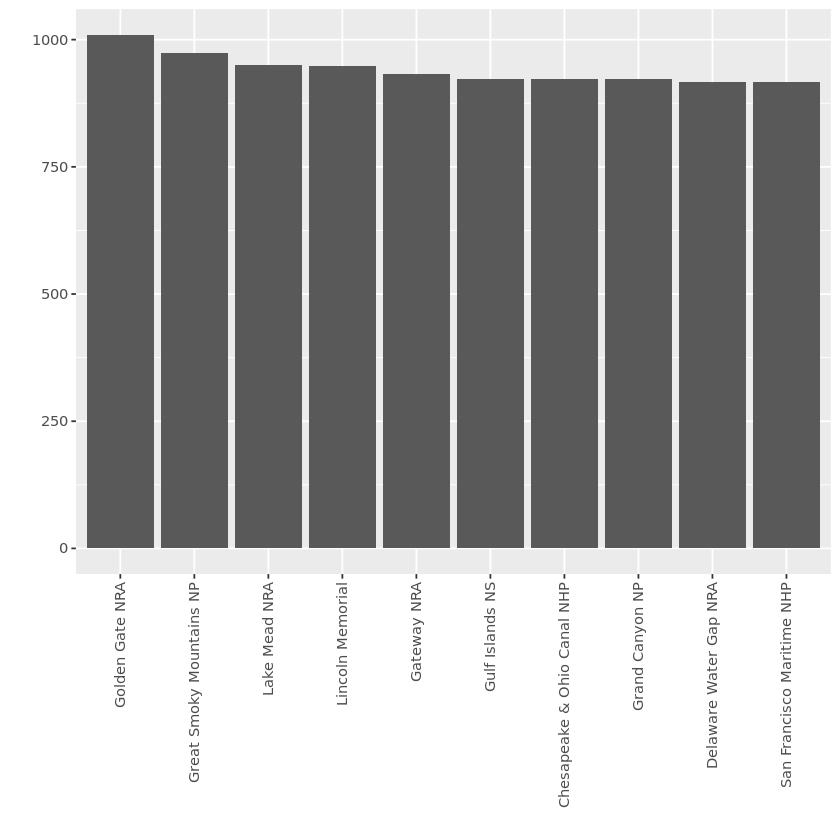 1000
750
500
250
0
Golden Gate NRA
Great Smoky Mountains NP
Lake Mead NRA
Lincoln Memorial
Gateway NRA
Gulf Islands NS
Chesapeake & Ohio Canal NHP
Grand Canyon NP
Delaware Water Gap NRA
San Francisco Maritime NHP